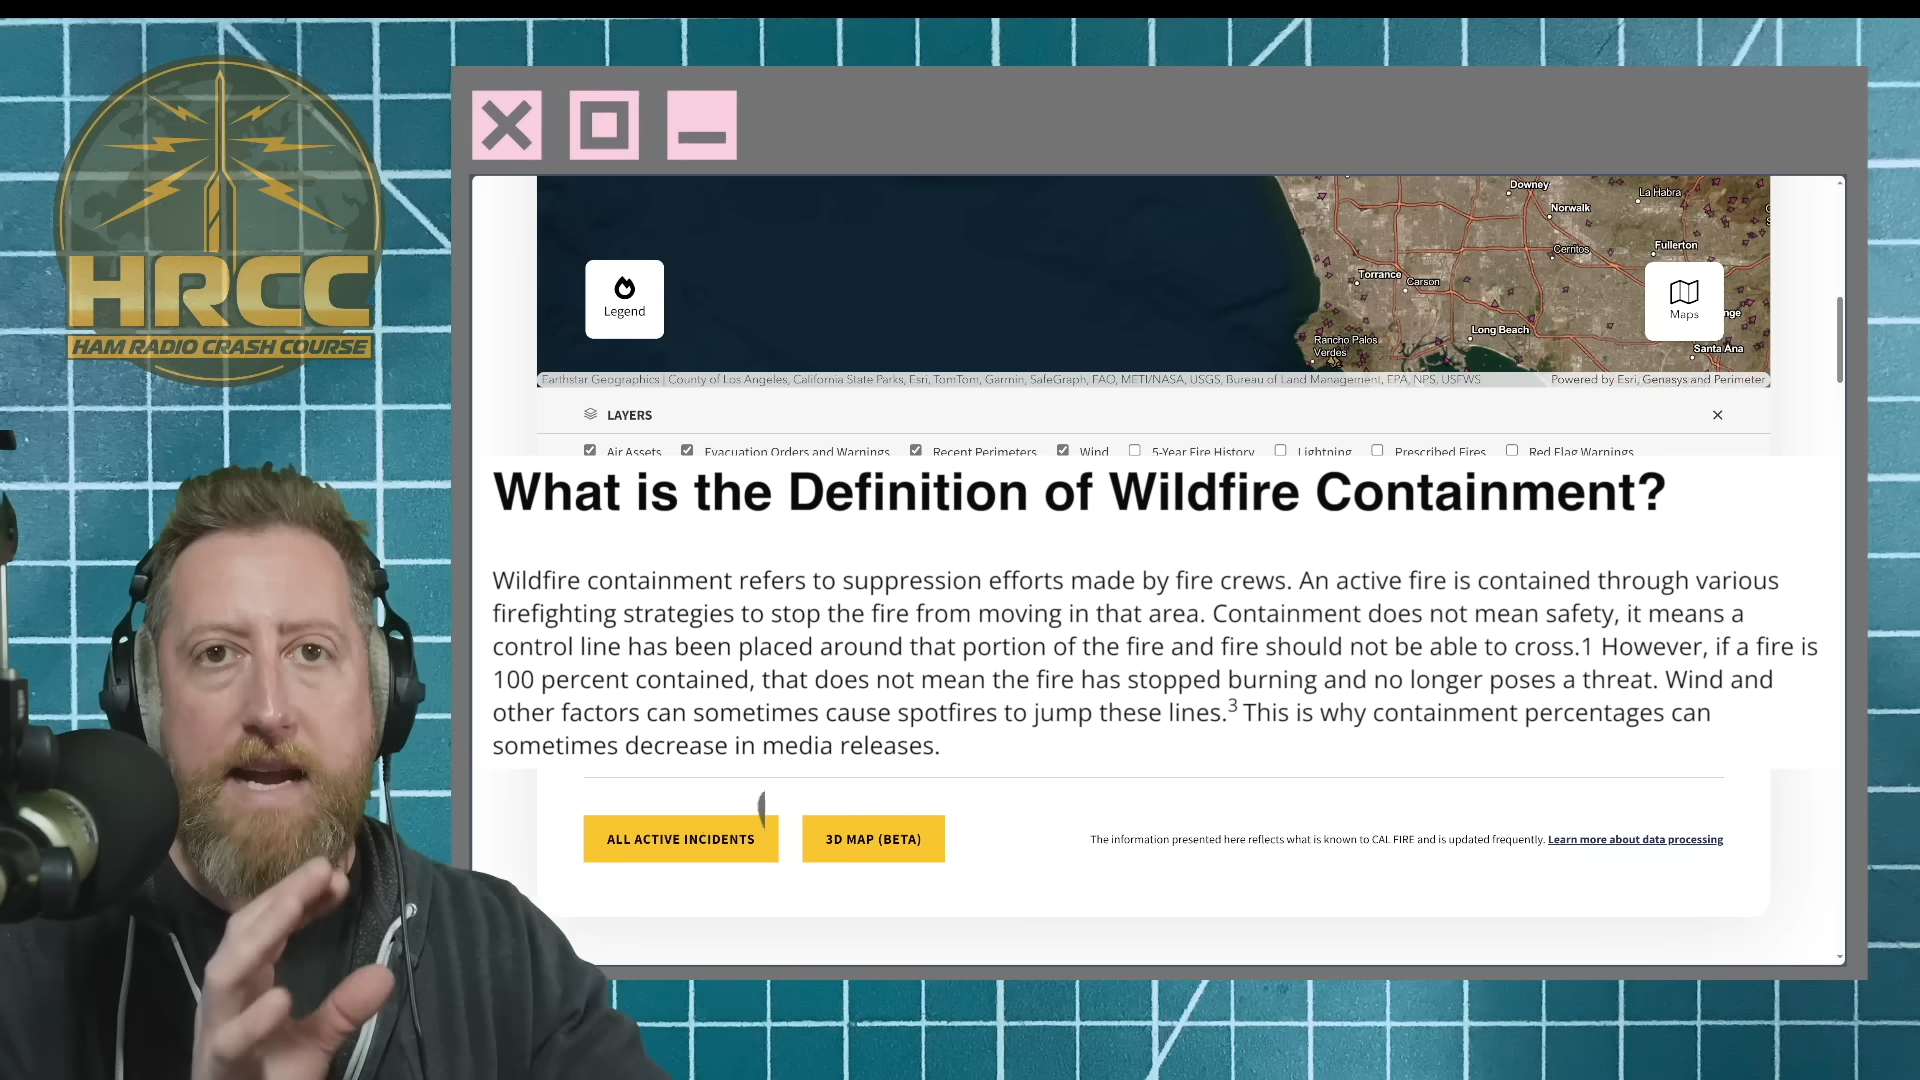 HRCC
HAM RADIO CRASH COURSE
Downey
La Habra
Norwalk
Cerritos
Fullerton
Torrance
Carson
Long Beach
Rancho Palos
Verdes
nge
Santa Ana
Legend
Maps
Earthstar Geographics | County of Los Angeles, California State Parks, Esri, TomTom, Garmin, SafeGraph, FAO, METI/NASA, USGS, Bureau of Land Management, EPA, NPS, USFWS
Powered by Esri, Genasys and Perimeter
LAYERS
Air Assets Evacuation Orders and Warnings Recent Perimeters Wind 5-Year Fire History Lightning Prescribed Fires Red Flag Warnings
What is the Definition of Wildfire Containment?
Wildfire containment refers to suppression efforts made by fire crews. An active fire is contained through various
firefighting strategies to stop the fire from moving in that area. Containment does not mean safety, it means a
control line has been placed around that portion of the fire and fire should not be able to cross.1 However, if a fire is
100 percent contained, that does not mean the fire has stopped burning and no longer poses a threat. Wind and
other factors can sometimes cause spotfires to jump these lines.3 This is why containment percentages can
sometimes decrease in media releases.
ALL ACTIVE INCIDENTS
3D MAP (BETA)
The information presented here reflects what is known to CAL FIRE and is updated frequently. Learn more about data processing